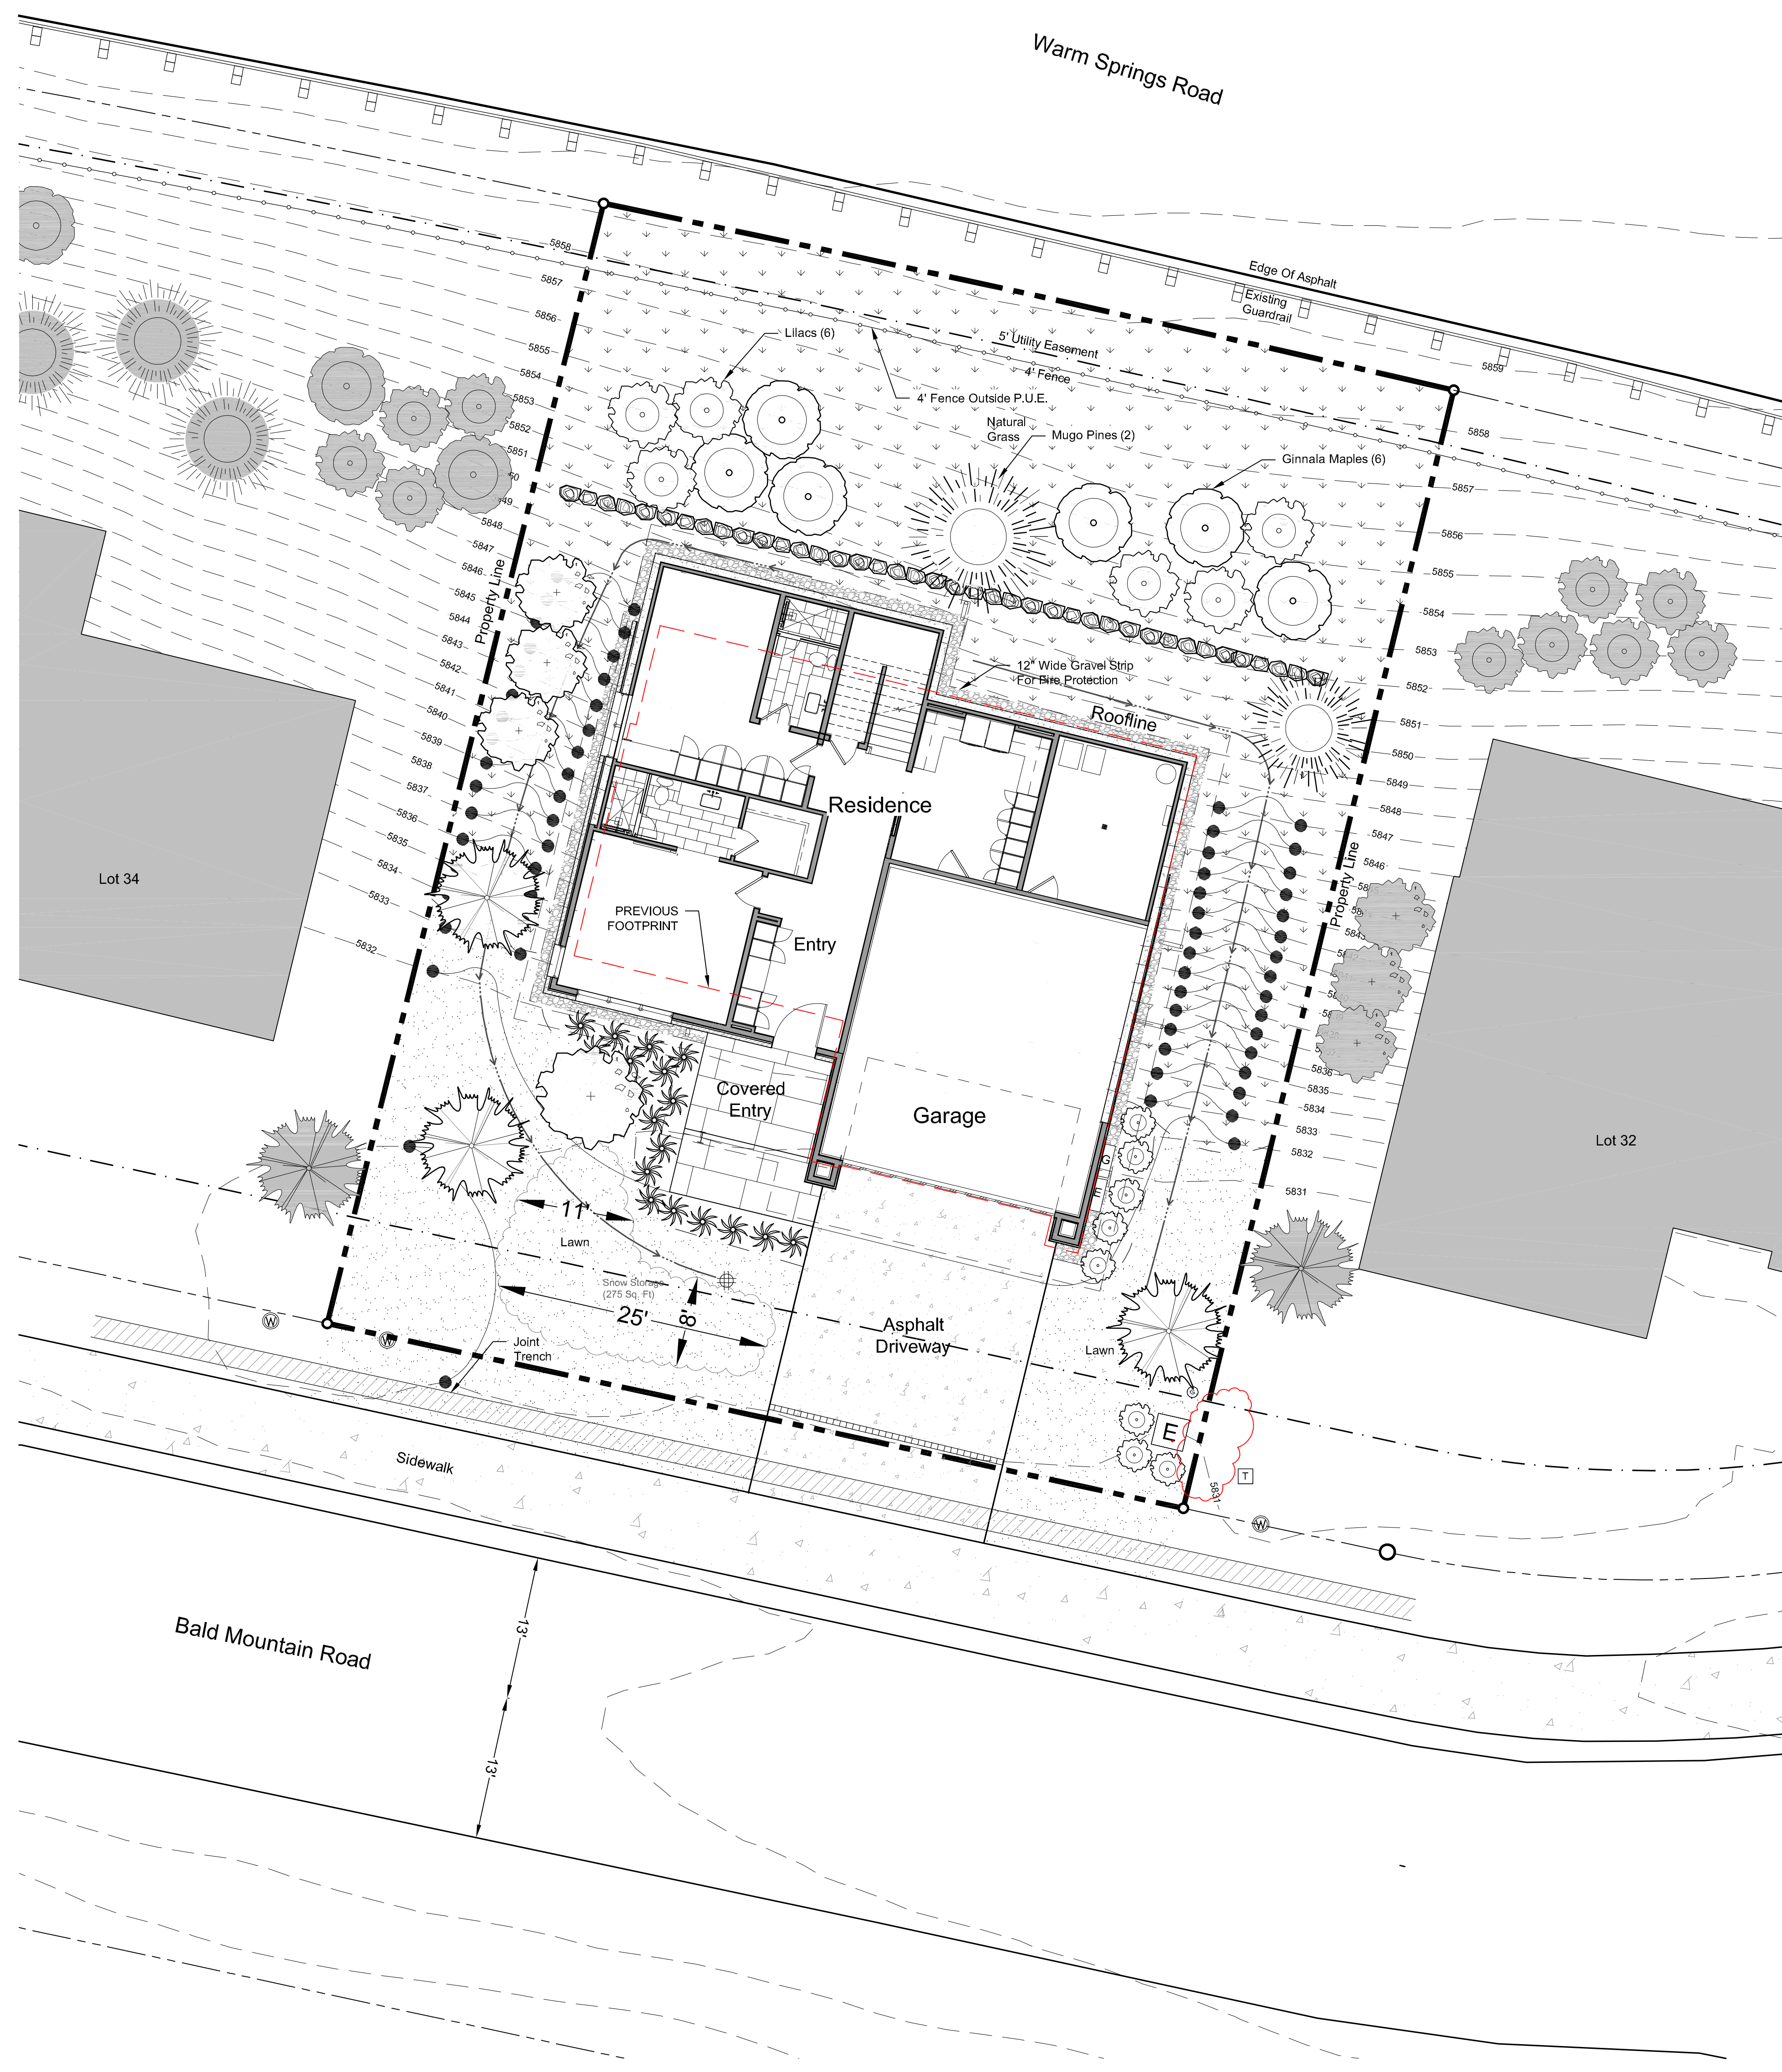 Warm Springs Road
Edge Of Asphalt
Existing
Guardrail
5858
5857
5856
5855
5854
5853
5852
5851
5848
5847
5846
5845
5844
5843
5842
5841
5840
5839
5838
5837
5836
5835
5834
5833
5832
Lilacs (6)
5' Utility Easement
4' Fence
4' Fence Outside P.U.E.
Natural
Grass
Mugo Pines (2)
Ginnala Maples (6)
5859
5858
5857
5856
5855
5854
5853
5852
5851
5850
5849
5848
5847
5846
5836
5835
5834
5833
5832
5831
Property Line
12" Wide Gravel Strip
For Fire Protection
Roofline
Residence
Property Line
Lot 34
PREVIOUS
FOOTPRINT
Entry
Covered
Entry
Garage
G
E
Lot 32
11'
Lawn
Snow Storage
(275 Sq. Ft)
25'
8'
Asphalt
Driveway
Lawn
Joint
Trench
W
W
G
E
T
5831
W
Sidewalk
Bald Mountain Road
13'
13'